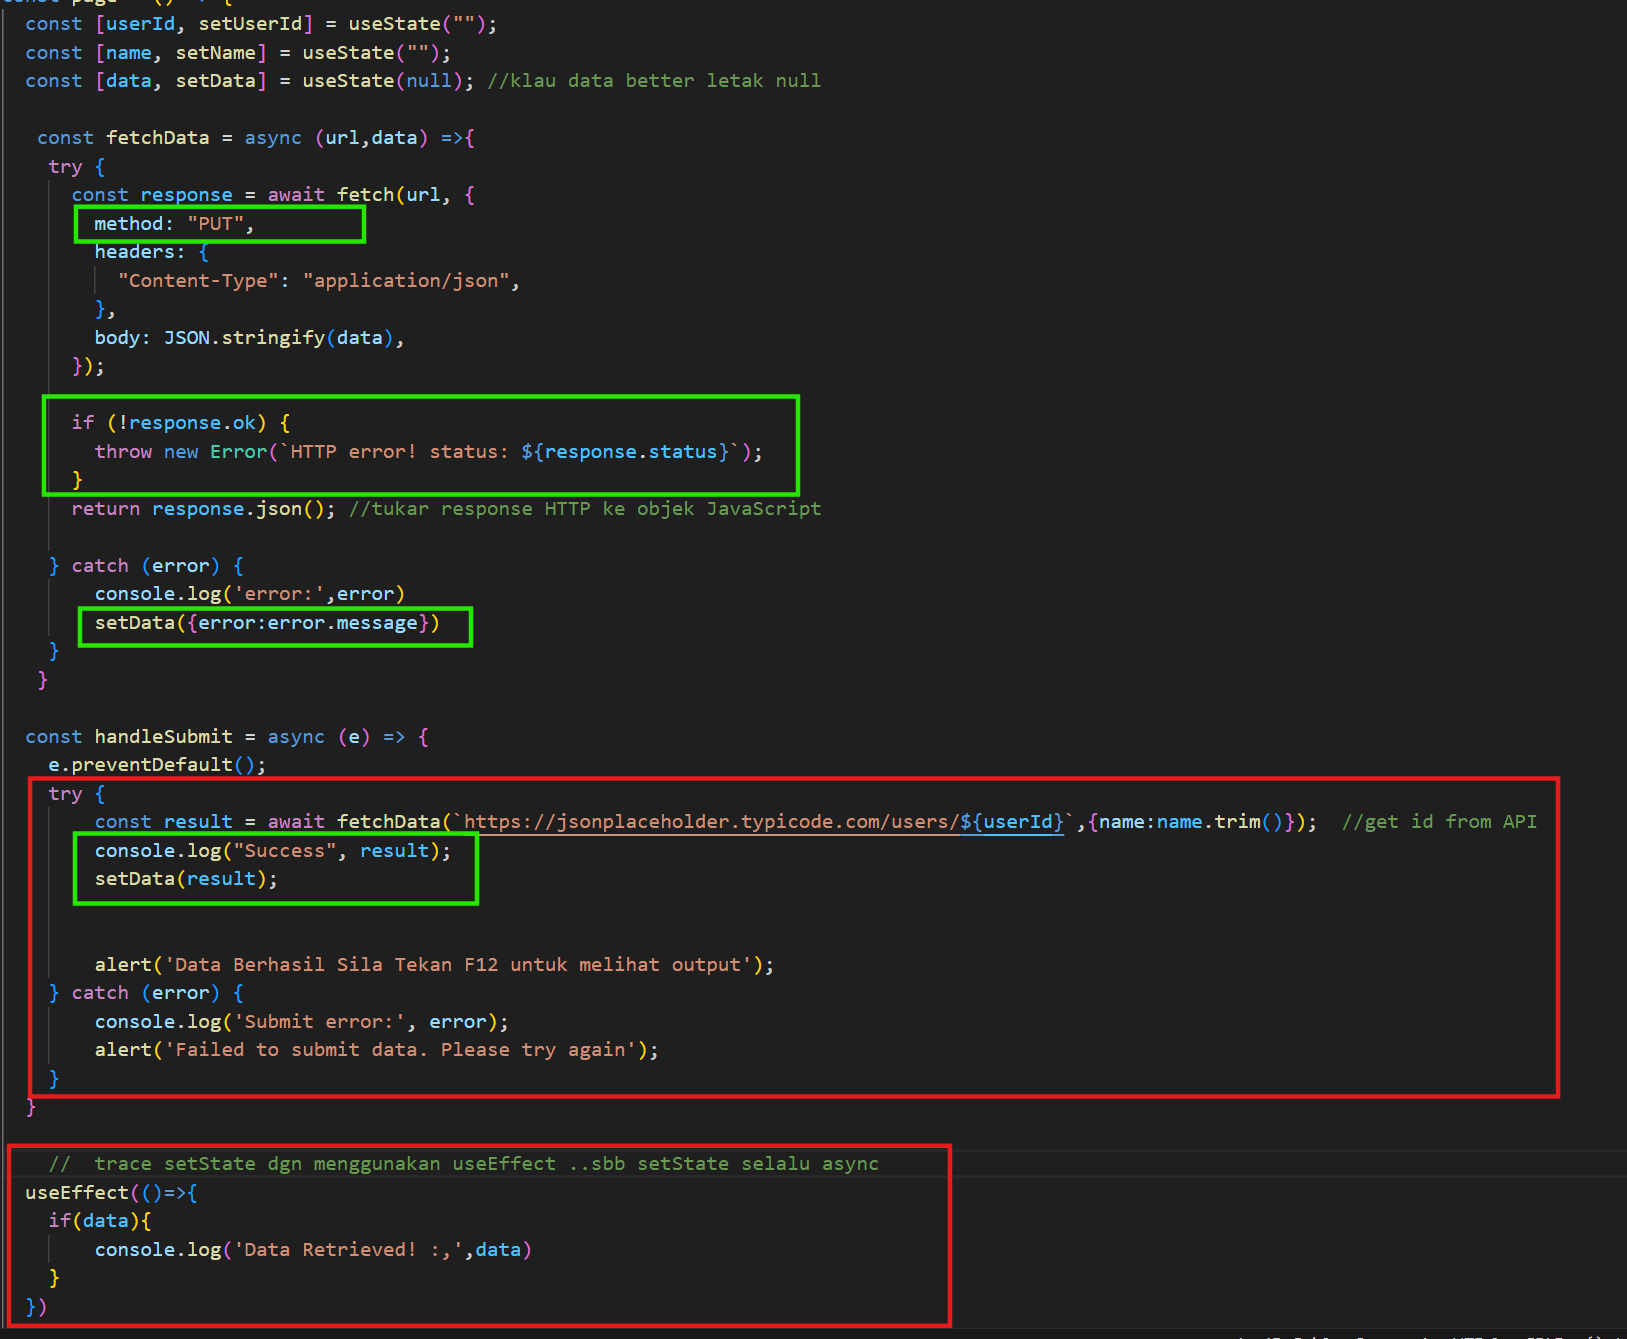 const page = () => {
const [userId, setUserId] = useState("");
const [name, setName] = useState("");
const [data, setData] = useState(null); //klau data better letak null
const fetchData = async (url,data) =>{
try {
const response = await fetch(url, {
method: "PUT",
headers: {
"Content-Type": "application/json",
},
body: JSON.stringify(data),
});
if (!response.ok) {
throw new Error(`HTTP error! status: ${response.status}`);
}
return response.json(); //tukar response HTTP ke objek JavaScript
} catch (error) {
console.log('error:',error)
setData({error:error.message})
}
}
const handleSubmit = async (e) => {
e.preventDefault();
try {
const result = await fetchData(`https://jsonplaceholder.typicode.com/users/${userId}`,{name:name.trim()}); //get id from API
console.log("Success", result);
setData(result);
alert('Data Berhasil Sila Tekan F12 untuk melihat output');
} catch (error) {
console.log('Submit error:', error);
alert('Failed to submit data. Please try again');
}
}
// trace setState dgn menggunakan useEffect ..sbb setState selalu async
useEffect(()=>{
if(data){
console.log('Data Retrieved! :,',data)
}
})